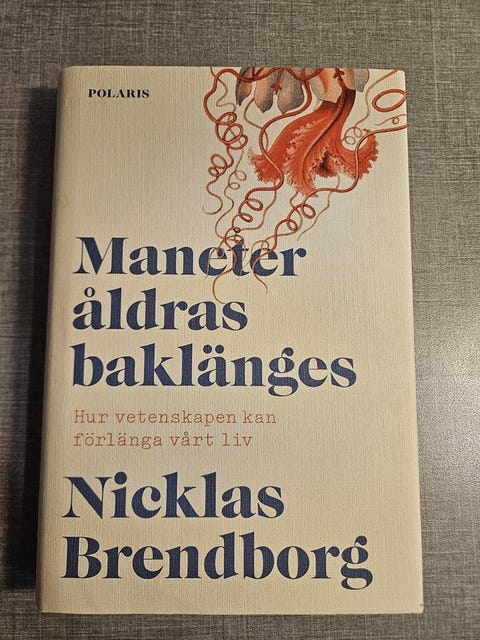 POLARIS
Maneter
åldras
baklänges
Hur vetenskapen kan
förlänga vårt liv
Nicklas
Brendborg